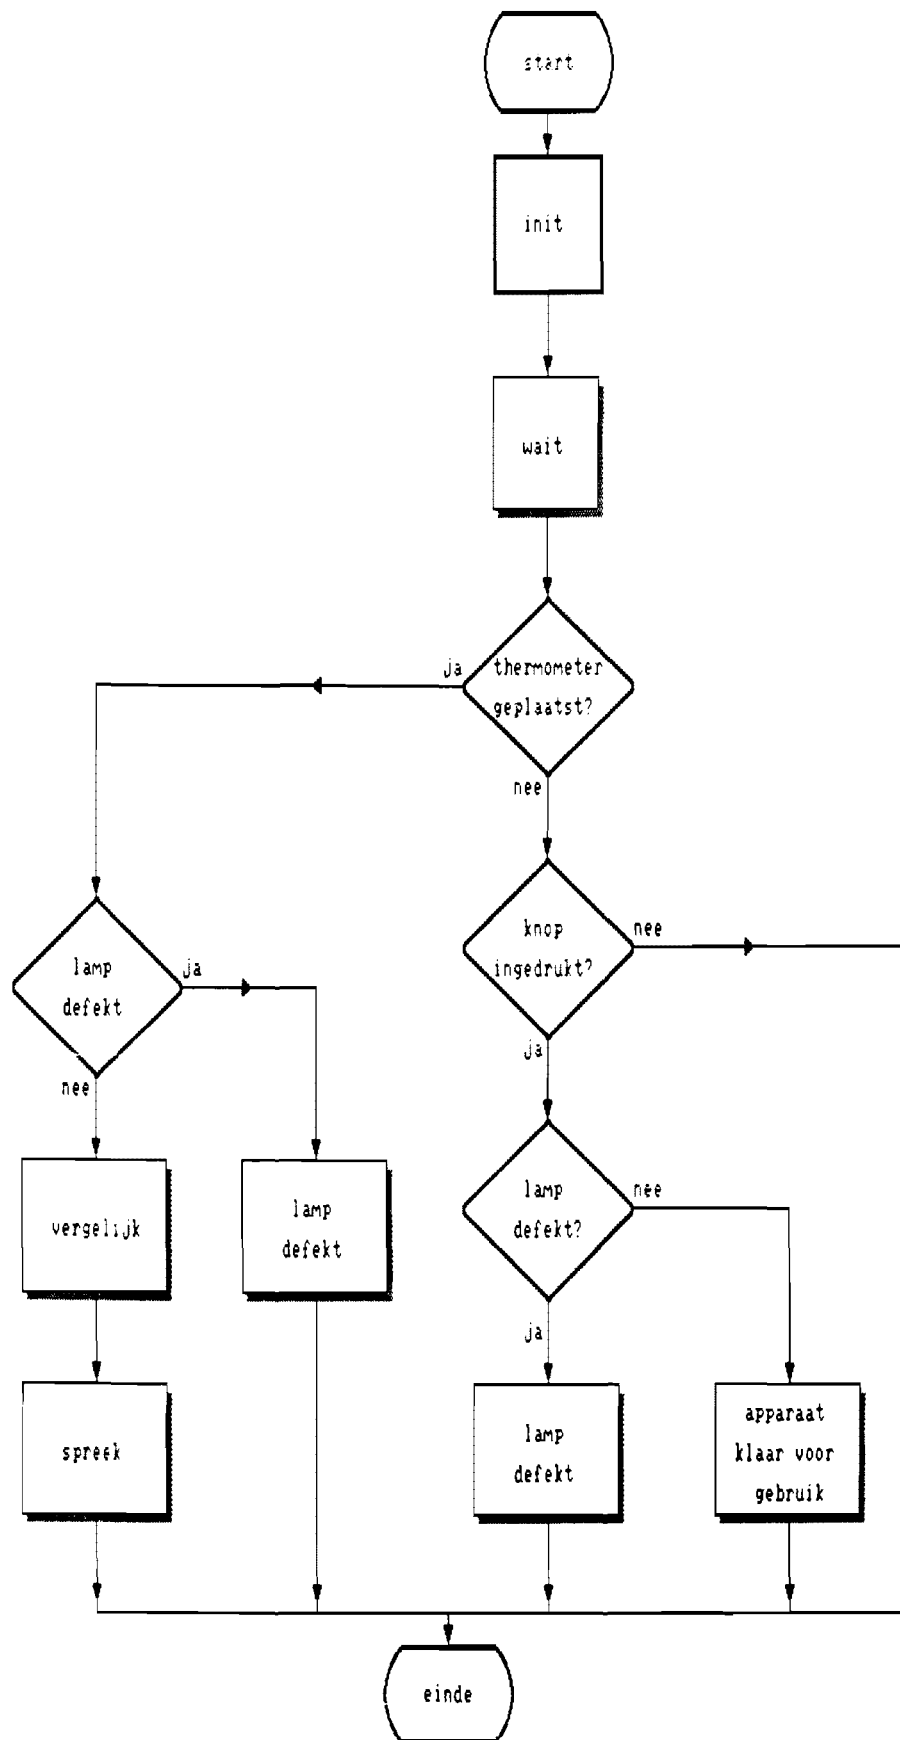 start
init
wait
ja
thermometer
geplaatst?
nee
knop
ingedrukt?
nee
ja
lamp
defekt
ja
nee
lamp
defekt?
nee
ja
vergelijk
lamp
defekt
spreek
lamp
defekt
apparaat
klaar voor
gebruik
einde